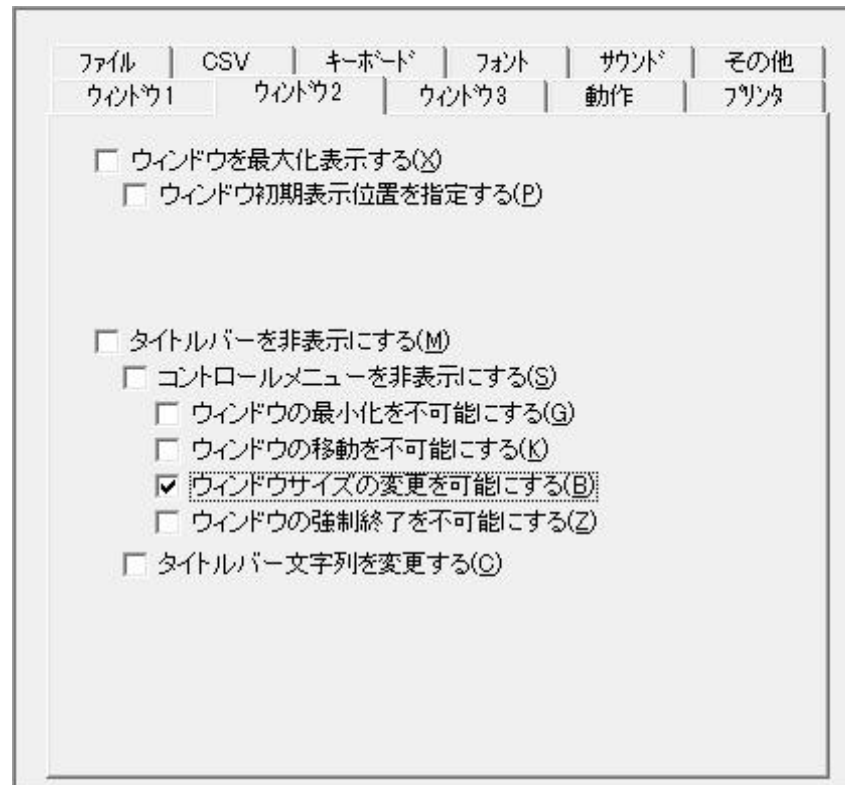 ﾌｧｲﾙ CSV ｷｰﾎﾞｰﾄﾞ ﾌｫﾝﾄ ｻｳﾝﾄﾞ その他
ｳｨﾝﾄﾞｳ1 ｳｨﾝﾄﾞｳ2 ｳｨﾝﾄﾞｳ3 動作 ﾌﾟﾘﾝﾀ
ウィンドウを最大化表示する(X)
ウィンドウ初期表示位置を指定する(P)
タイトルバーを非表示にする(M)
コントロールメニューを非表示にする(S)
ウィンドウの最小化を不可能にする(G)
ウィンドウの移動を不可能にする(K)
ウィンドウサイズの変更を可能にする(B)
ウィンドウの強制終了を不可能にする(Z)
タイトルバー文字列を変更する(C)